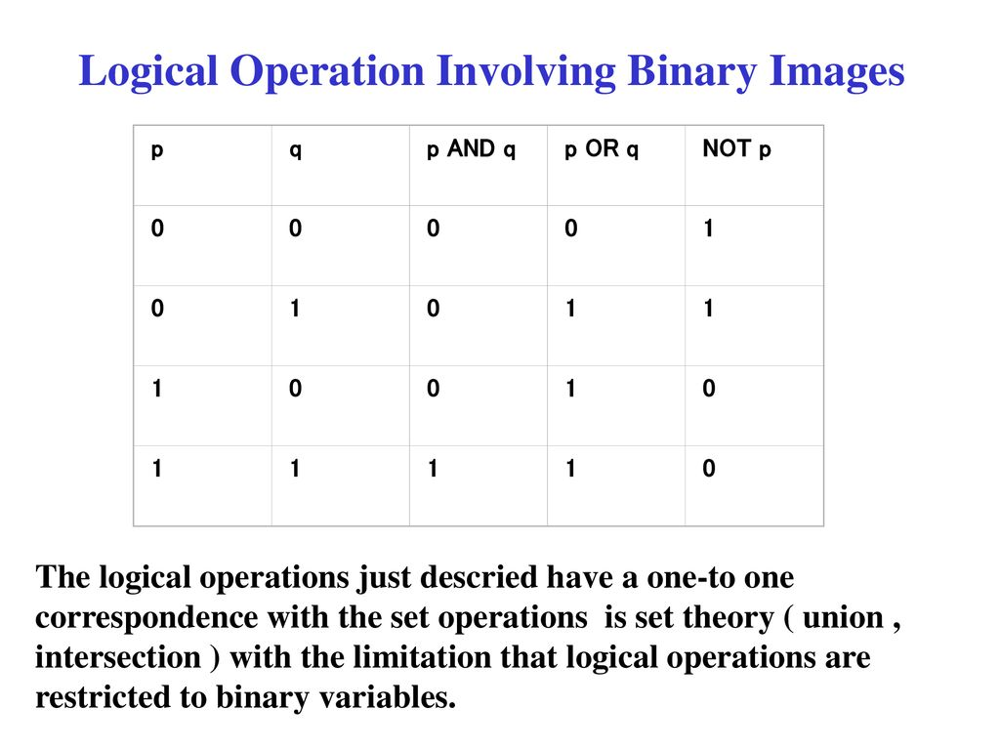 Logical Operation Involving Binary Images
p q p AND q p OR q NOT p
0 0 0 0 1
0 1 0 1 1
1 0 0 1 0
1 1 1 1 0
The logical operations just descried have a one-to one
correspondence with the set operations  is set theory ( union ,
intersection ) with the limitation that logical operations are
restricted to binary variables.